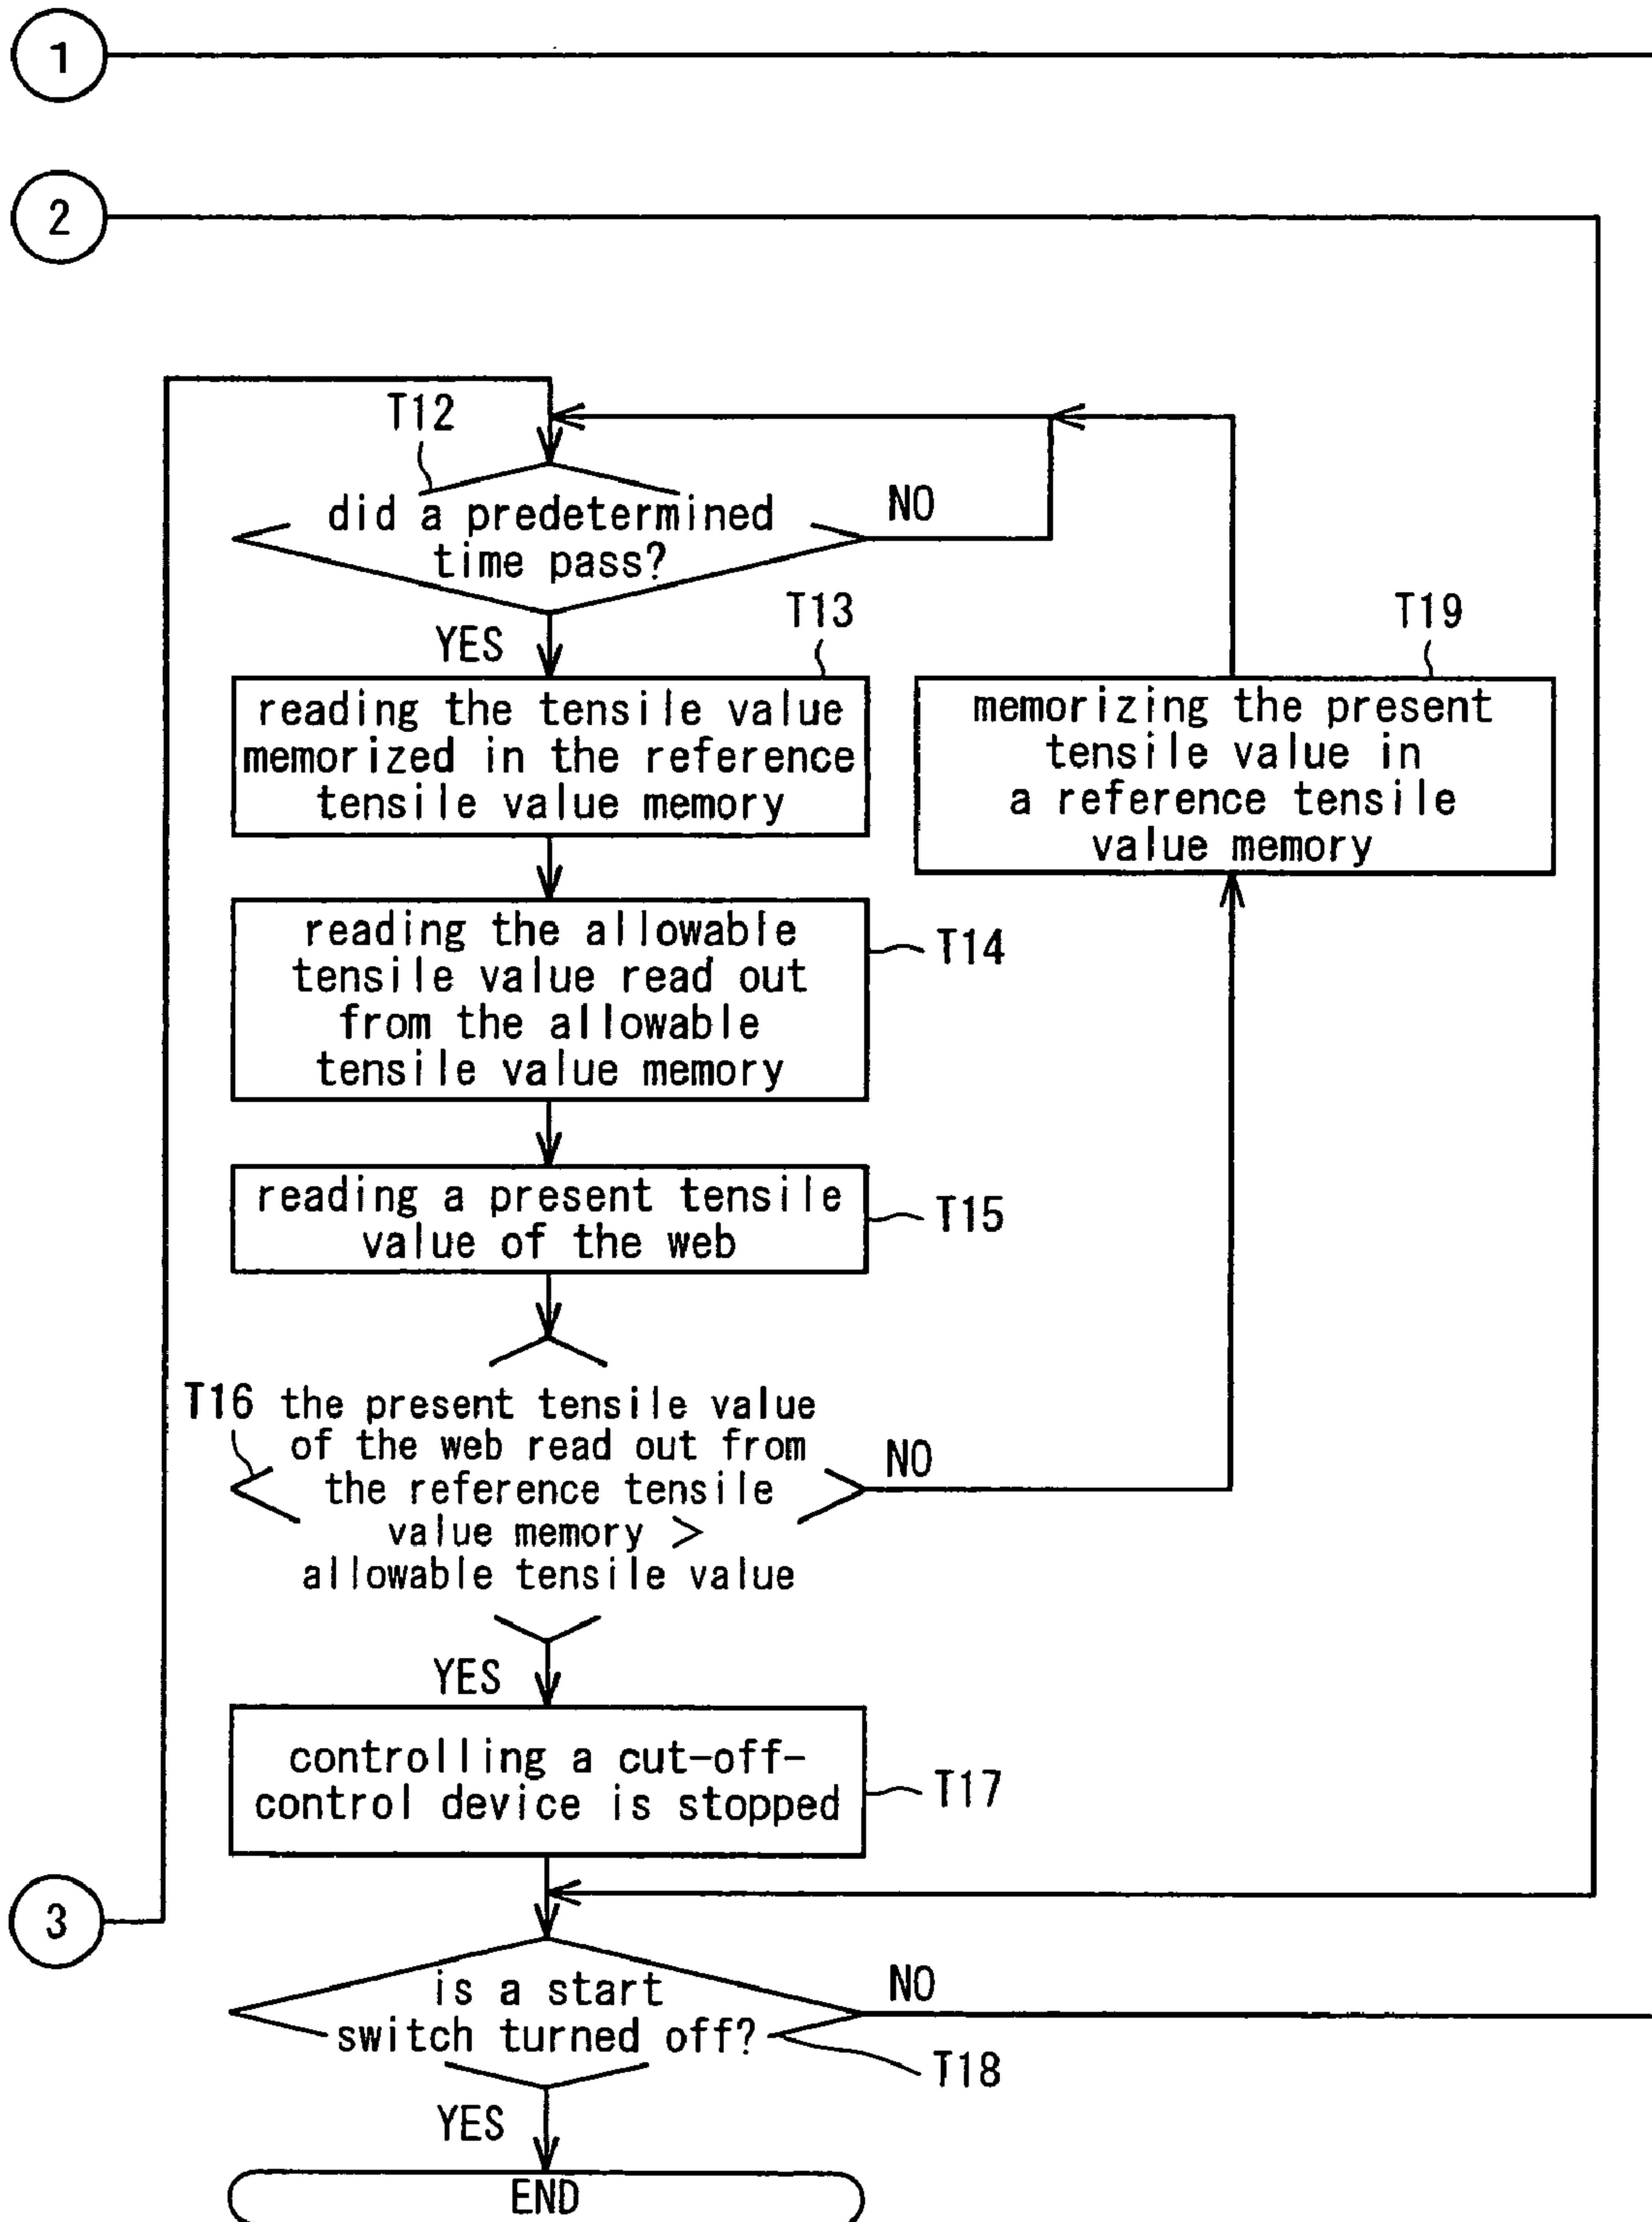 1
2
T12
did a predetermined
time pass?
NO
YES
T13
reading the tensile value
memorized in the reference
tensile value memory
T19
memorizing the present
tensile value in
a reference tensile
value memory
reading the allowable
tensile value read out
from the allowable
tensile value memory
T14
reading a present tensile
value of the web
T15
T16
the present tensile value
of the web read out from
the reference tensile
value memory >
allowable tensile value
NO
YES
controlling a cut-off-
control device is stopped
T17
3
is a start
switch turned off?
NO
T18
YES
END